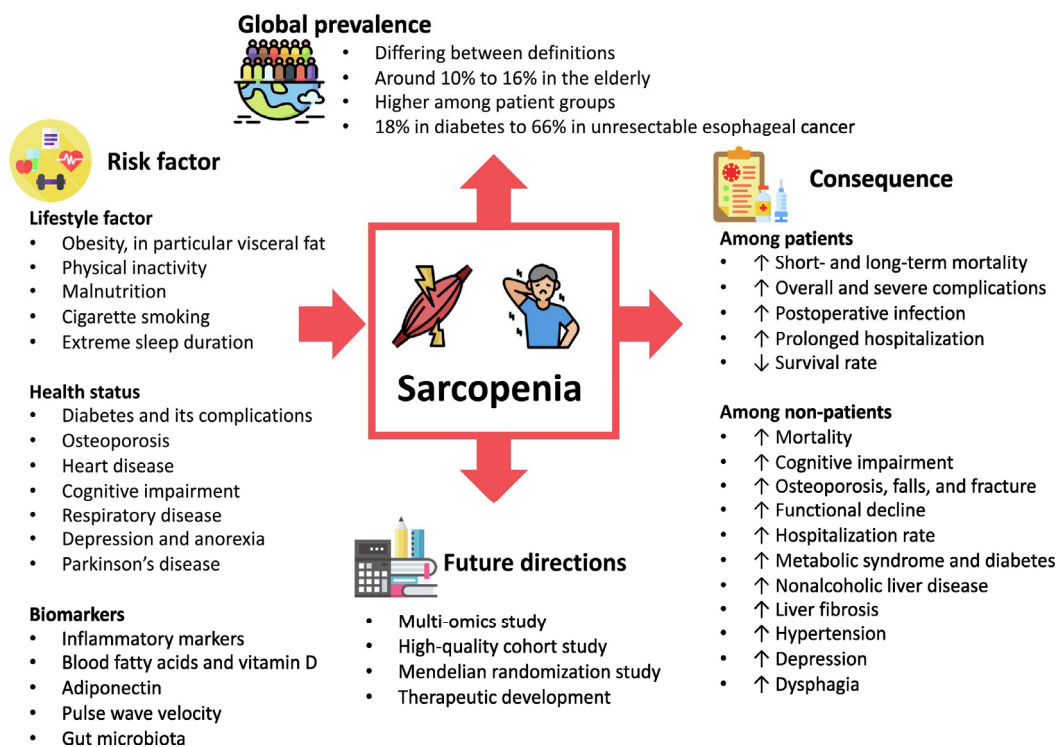 Global prevalence
• Differing between definitions
• Around 10% to 16% in the elderly
• Higher among patient groups
• 18% in diabetes to 66% in unresectable esophageal cancer
Risk factor
Lifestyle factor
• Obesity, in particular visceral fat
• Physical inactivity
• Malnutrition
• Cigarette smoking
• Extreme sleep duration
Health status
• Diabetes and its complications
• Osteoporosis
• Heart disease
• Cognitive impairment
• Respiratory disease
• Depression and anorexia
• Parkinson’s disease
Biomarkers
• Inflammatory markers
• Blood fatty acids and vitamin D
• Adiponectin
• Pulse wave velocity
• Gut microbiota
Sarcopenia
Future directions
• Multi-omics study
• High-quality cohort study
• Mendelian randomization study
• Therapeutic development
Consequence
Among patients
• ↑ Short- and long-term mortality
• ↑ Overall and severe complications
• ↑ Postoperative infection
• ↑ Prolonged hospitalization
• ↓ Survival rate
Among non-patients
• ↑ Mortality
• ↑ Cognitive impairment
• ↑ Osteoporosis, falls, and fracture
• ↑ Functional decline
• ↑ Hospitalization rate
• ↑ Metabolic syndrome and diabetes
• ↑ Nonalcoholic liver disease
• ↑ Liver fibrosis
• ↑ Hypertension
• ↑ Depression
• ↑ Dysphagia